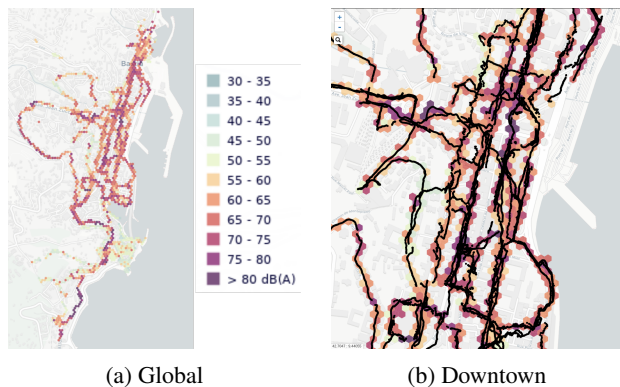 30 - 35
35 - 40
40 - 45
45 - 50
50 - 55
55 - 60
60 - 65
65 - 70
70 - 75
75 - 80
> 80 dB(A)
+
-
(a) Global
(b) Downtown